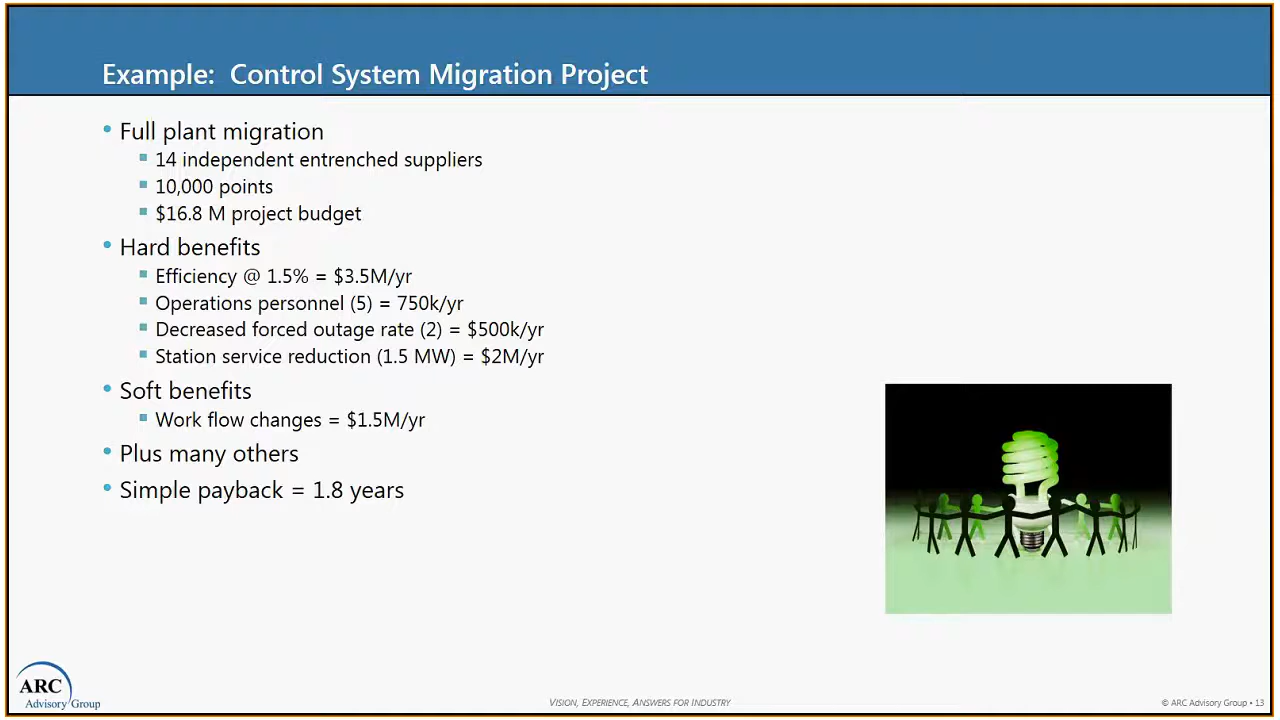 Example: Control System Migration Project
• Full plant migration
▪ 14 independent entrenched suppliers
▪ 10,000 points
▪ $16.8 M project budget
• Hard benefits
▪ Efficiency @ 1.5% = $3.5M/yr
▪ Operations personnel (5) = 750k/yr
▪ Decreased forced outage rate (2) = $500k/yr
▪ Station service reduction (1.5 MW) = $2M/yr
• Soft benefits
▪ Work flow changes = $1.5M/yr
• Plus many others
• Simple payback = 1.8 years
ARC
Advisory Group
VISION, EXPERIENCE, ANSWERS FOR INDUSTRY
© ARC Advisory Group • 13